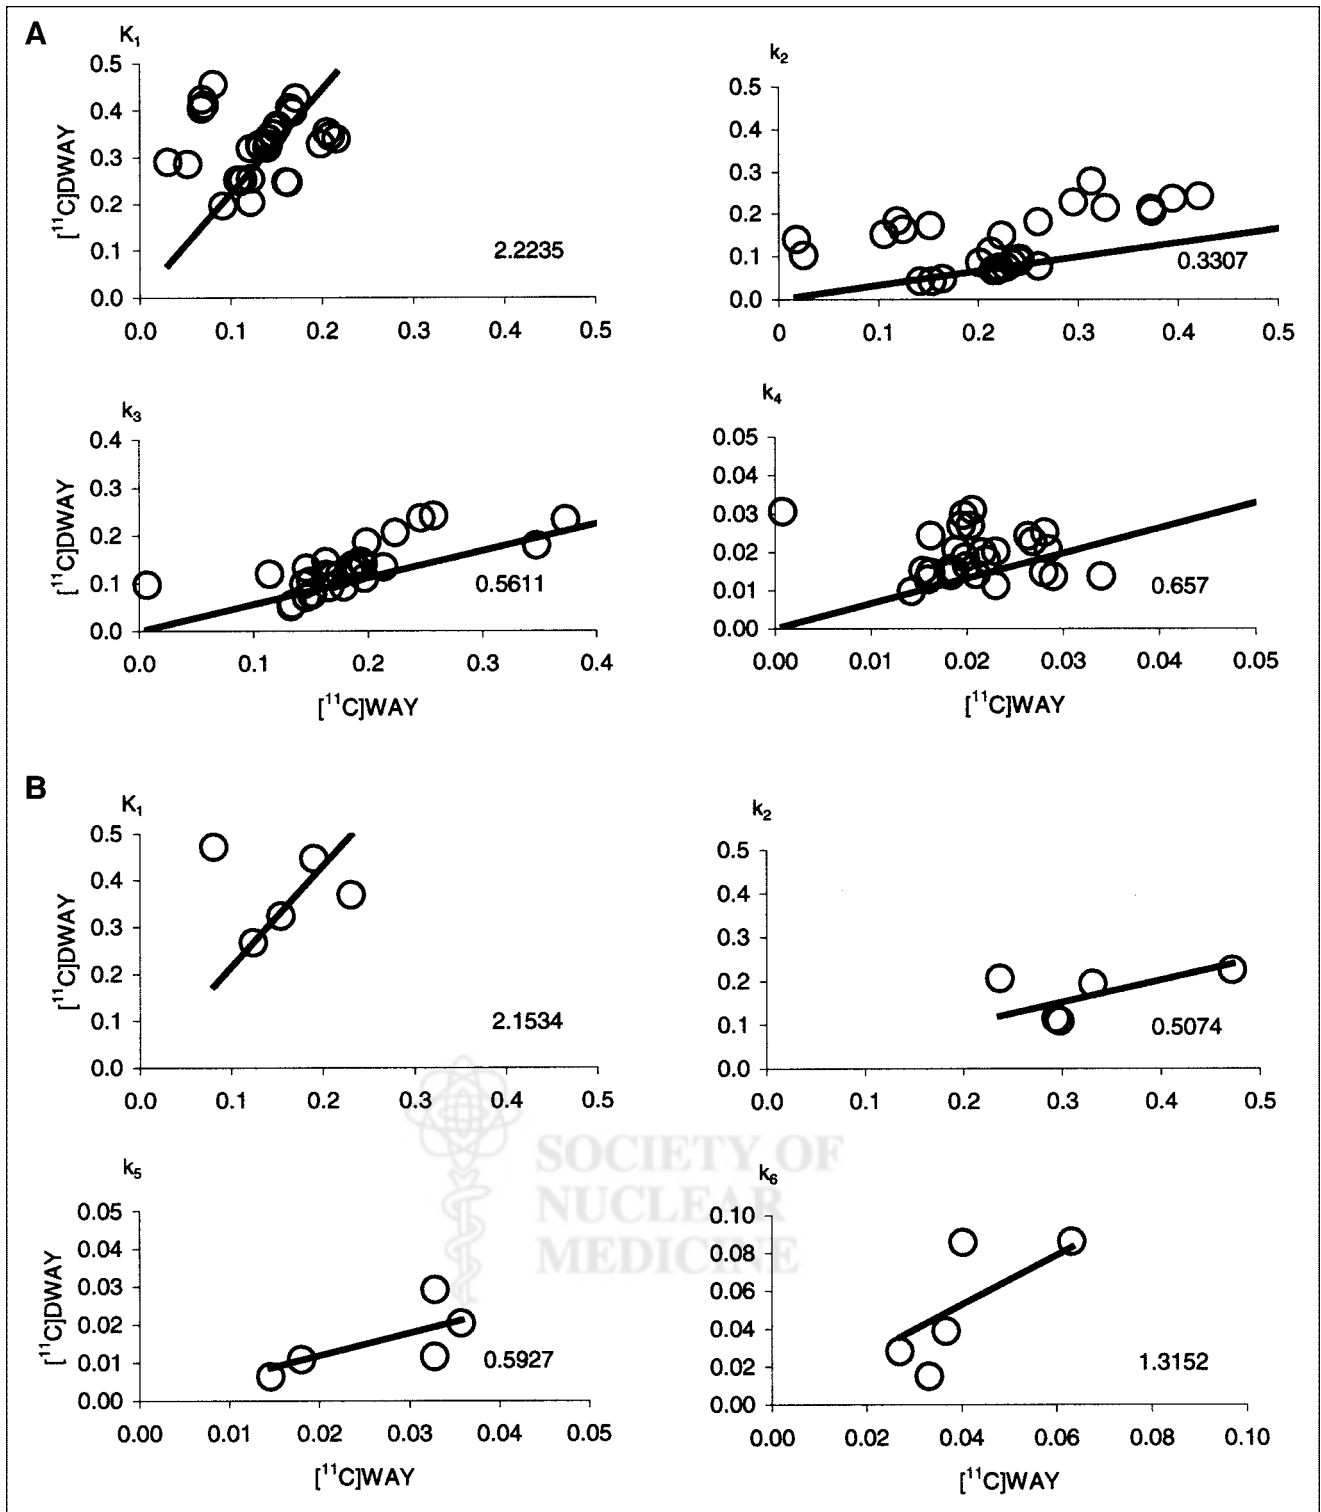 A
K1
0.5
0.4
0.3
0.2
0.1
0.0
[11C]DWAY
2.2235
0.0 0.1 0.2 0.3 0.4 0.5
k2
0.5
0.4
0.3
0.2
0.1
0.0
0.3307
0 0.1 0.2 0.3 0.4 0.5
k3
0.4
0.3
0.2
0.1
0.0
[11C]DWAY
0.5611
0.0 0.1 0.2 0.3 0.4
[11C]WAY
k4
0.05
0.04
0.03
0.02
0.01
0.00
0.657
0.00 0.01 0.02 0.03 0.04 0.05
[11C]WAY
B
K1
0.5
0.4
0.3
0.2
0.1
0.0
[11C]DWAY
2.1534
0.0 0.1 0.2 0.3 0.4 0.5
k2
0.5
0.4
0.3
0.2
0.1
0.0
0.5074
0.0 0.1 0.2 0.3 0.4 0.5
SOCIETY OF
NUCLEAR
MEDICINE
k5
0.05
0.04
0.03
0.02
0.01
0.00
[11C]DWAY
0.5927
0.00 0.01 0.02 0.03 0.04 0.05
[11C]WAY
k6
0.10
0.08
0.06
0.04
0.02
0.00
1.3152
0.00 0.02 0.04 0.06 0.08 0.10
[11C]WAY